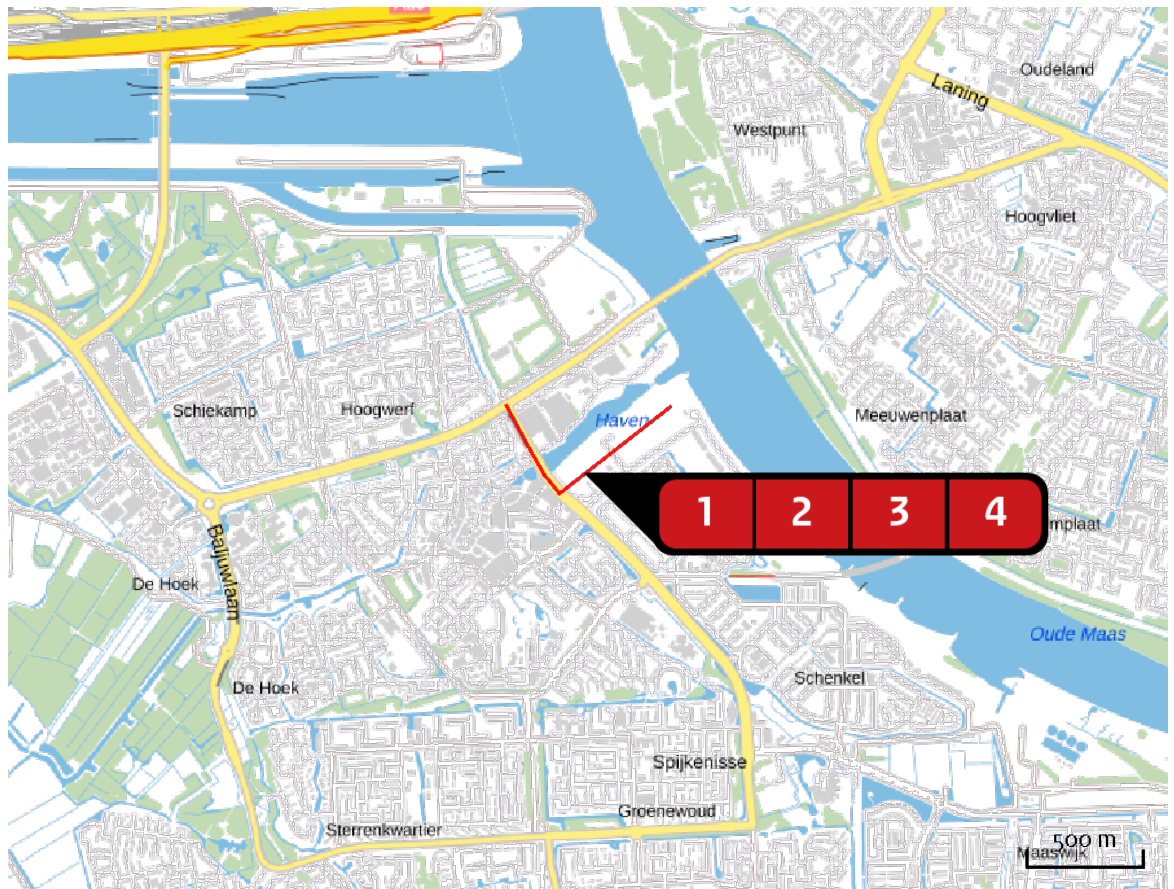 Oudeland
Laning
Westpunt
Hoogvliet
Schiekamp
Hoogwerf
Haven
Meeuwenplaat
1 2 3 4
mplaat
Baljuwlaan
De Hoek
Oude Maas
De Hoek
Schenkel
Spijkenisse
Groenewoud
Sterrenkwartier
500 m
Maaswijk